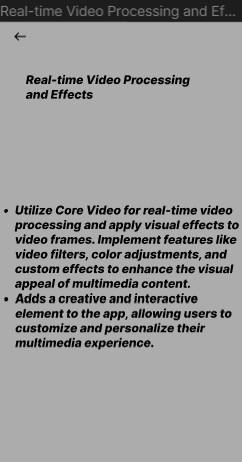 Real-time Video Processing and Ef...
Real-time Video Processing
and Effects
• Utilize Core Video for real-time video
processing and apply visual effects to
video frames. Implement features like
video filters, color adjustments, and
custom effects to enhance the visual
appeal of multimedia content.
• Adds a creative and interactive
element to the app, allowing users to
customize and personalize their
multimedia experience.